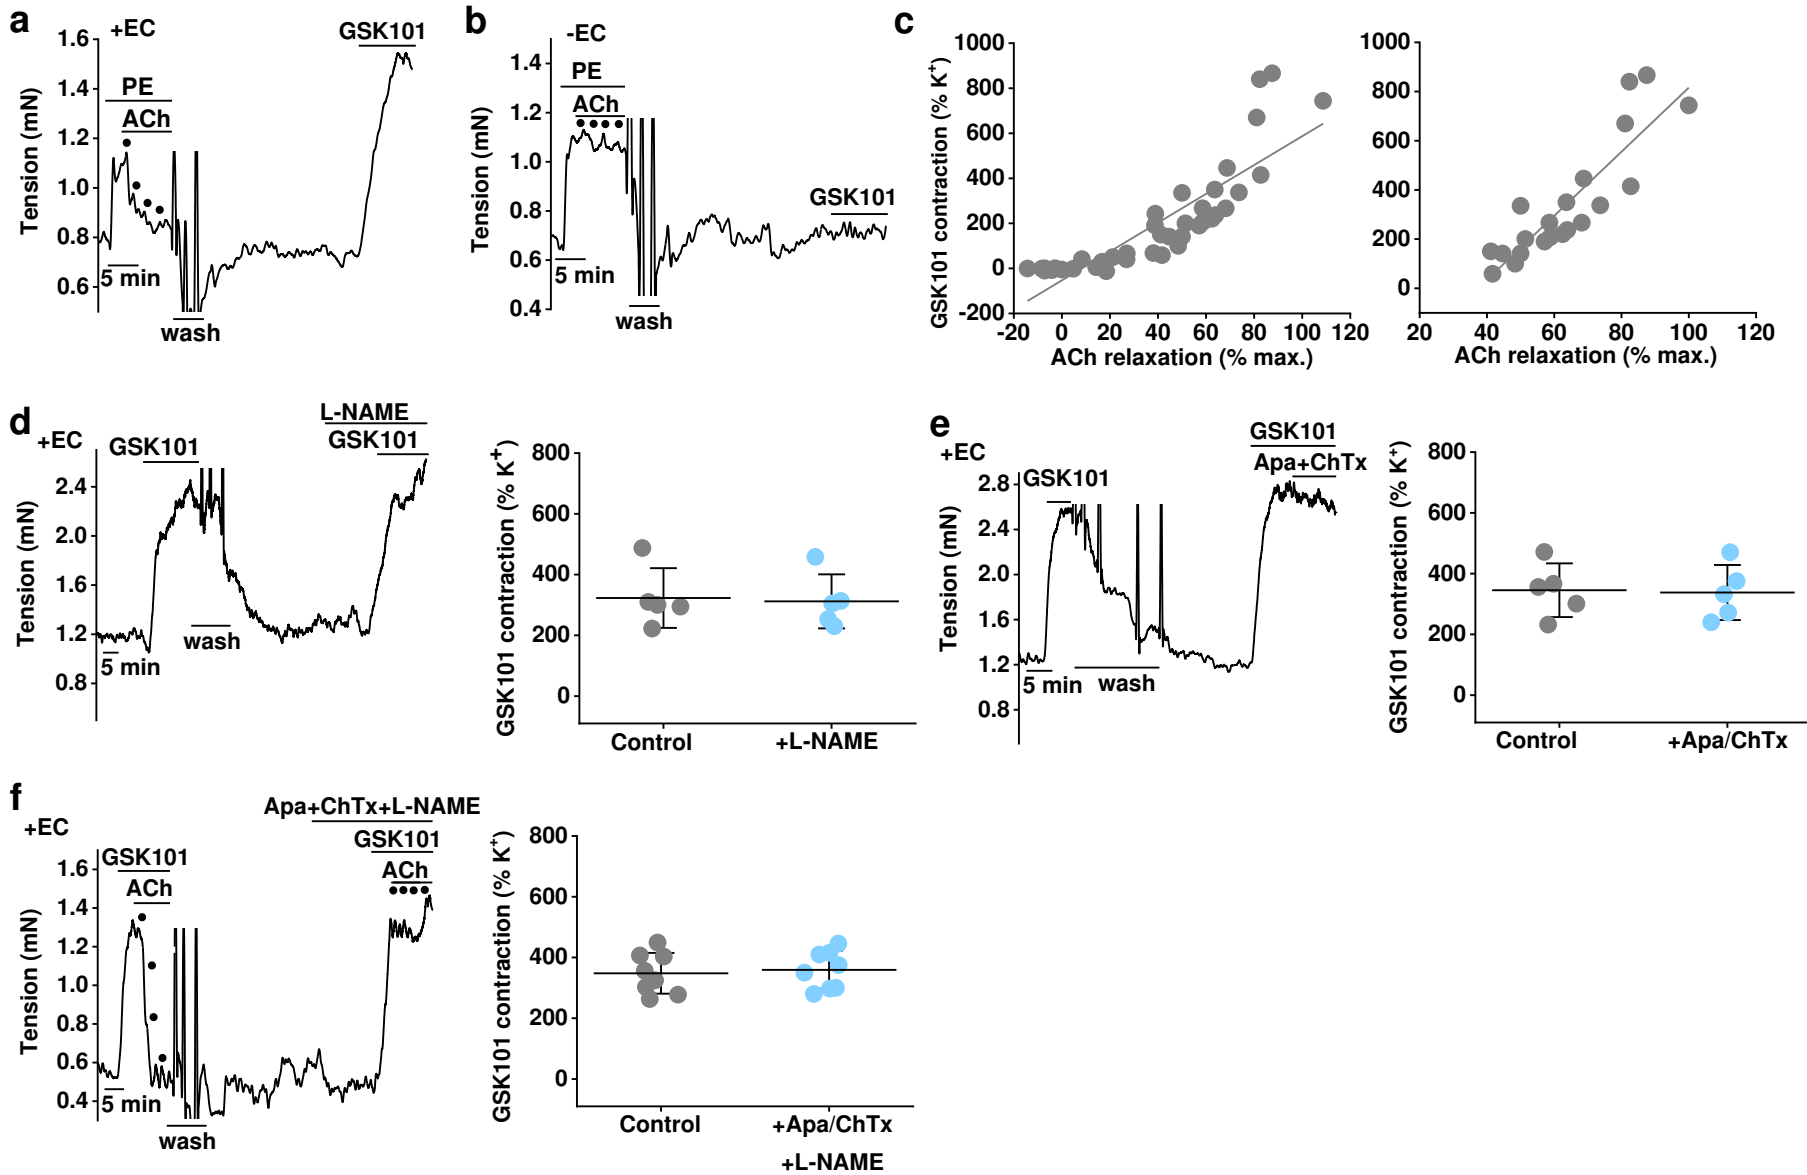 a
+EC
GSK101
PE
ACh
Tension (mN)
1.6
1.4
1.2
1.0
0.8
0.6
5 min
wash
b
-EC
PE
ACh
GSK101
Tension (mN)
1.4
1.2
1.0
0.8
0.6
0.4
5 min
wash
c
GSK101 contraction (% K⁺)
1000
800
600
400
200
0
-200
-20 0 20 40 60 80 100 120
ACh relaxation (% max.)
1000
800
600
400
200
0
20 40 60 80 100 120
ACh relaxation (% max.)
d
+EC
L-NAME
GSK101
GSK101
Tension (mN)
2.4
2.0
1.6
1.2
0.8
5 min
wash
GSK101 contraction (% K⁺)
800
600
400
200
0
Control
+L-NAME
e
+EC
GSK101
GSK101
Apa+ChTx
Tension (mN)
2.8
2.4
2.0
1.6
1.2
0.8
5 min
wash
GSK101 contraction (% K⁺)
800
600
400
200
0
Control
+Apa/ChTx
f
+EC
Apa+ChTx+L-NAME
GSK101
GSK101
ACh
ACh
Tension (mN)
1.6
1.4
1.2
1.0
0.8
0.6
0.4
5 min
wash
GSK101 contraction (% K⁺)
800
600
400
200
0
Control
+Apa/ChTx
+L-NAME